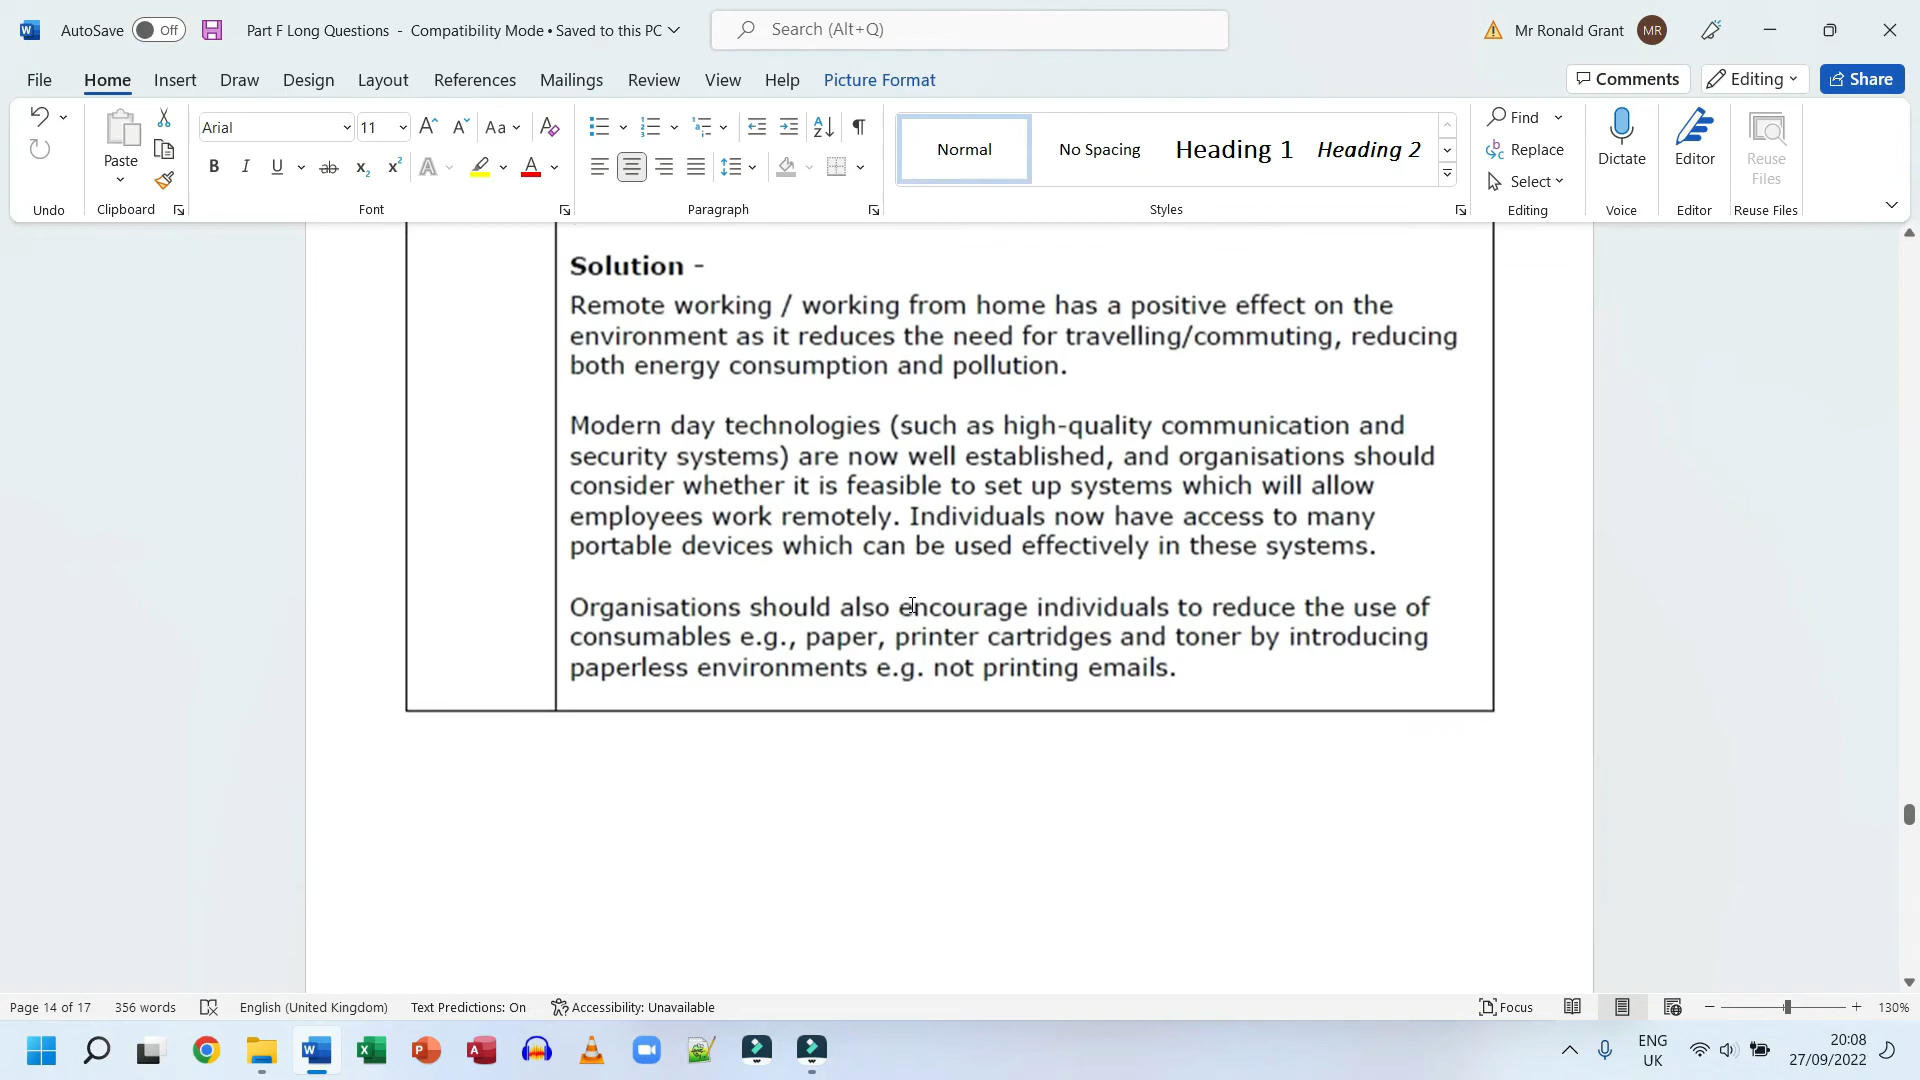 AutoSave Off Part F Long Questions - Compatibility Mode • Saved to this PC Search (Alt+Q) Mr Ronald Grant MR
File Home Insert Draw Design Layout References Mailings Review View Help Picture Format Comments Editing Share
Arial 11 Aa
Paste
Normal No Spacing Heading 1 Heading 2
Find
Replace
Select
Dictate Editor Reuse Files
B I U ab x₂ x² A A
Undo Clipboard Font Paragraph Styles Editing Voice Editor Reuse Files
Solution -
Remote working / working from home has a positive effect on the
environment as it reduces the need for travelling/commuting, reducing
both energy consumption and pollution.
Modern day technologies (such as high-quality communication and
security systems) are now well established, and organisations should
consider whether it is feasible to set up systems which will allow
employees work remotely. Individuals now have access to many
portable devices which can be used effectively in these systems.
Organisations should also encourage individuals to reduce the use of
consumables e.g., paper, printer cartridges and toner by introducing
paperless environments e.g. not printing emails.
Page 14 of 17 356 words English (United Kingdom) Text Predictions: On Accessibility: Unavailable Focus 130%
ENG
UK
20:08
27/09/2022